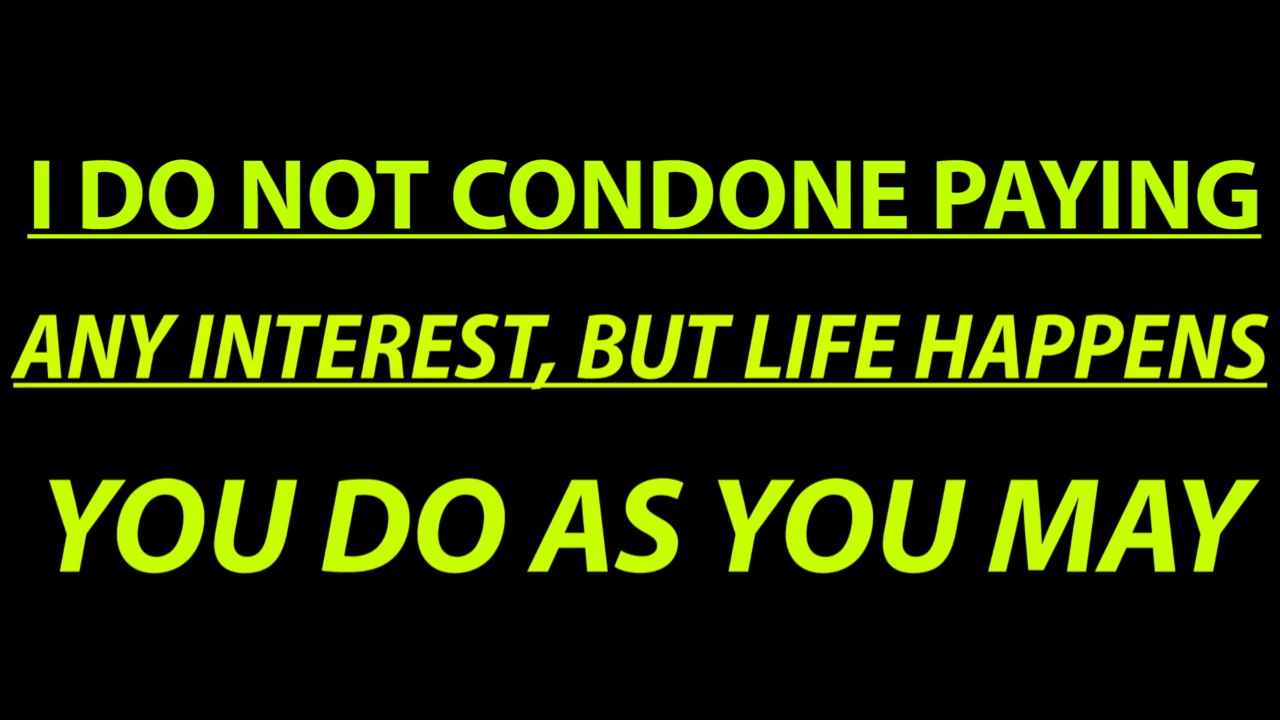 I DO NOT CONDONE PAYING
ANY INTEREST, BUT LIFE HAPPENS
YOU DO AS YOU MAY